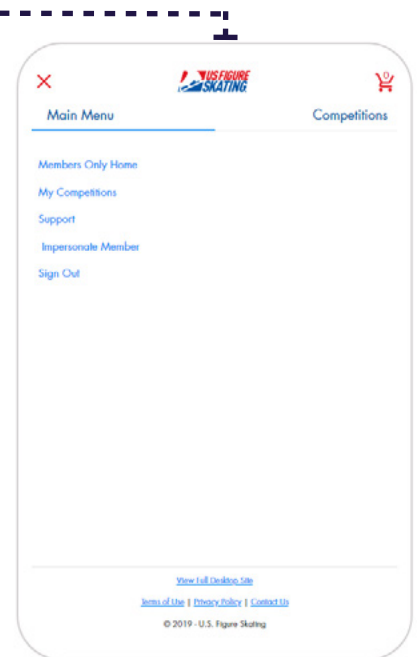 US FIGURE
SKATING
0
Main Menu Competitions
Members Only Home
My Competitions
Support
Impersonate Member
Sign Out
View Full Desktop Site
Terms of Use | Privacy Policy | Contact Us
© 2019 - U.S. Figure Skating